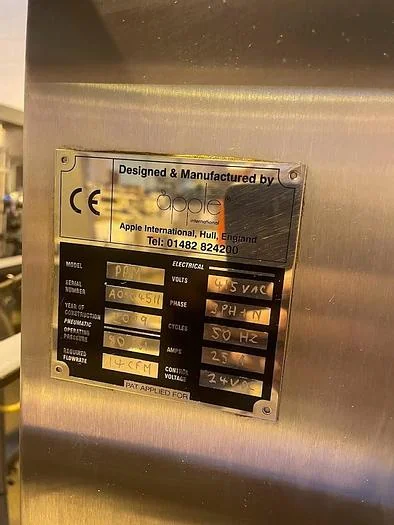 Designed & Manufactured by
CE
apple
international
Apple International, Hull, England
Tel: 01482 824200
MODEL
ELECTRICAL
VOLTS 415 VAC
SERIAL NUMBER
PHASE 3PH+N
YEAR OF CONSTRUCTION
CYCLES 50 HZ
PNEUMATIC
OPERATING PRESSURE
AMPS
REQUIRED FLOWRATE 14 CFM
CONTROL VOLTAGE
PAT APPLIED FOR